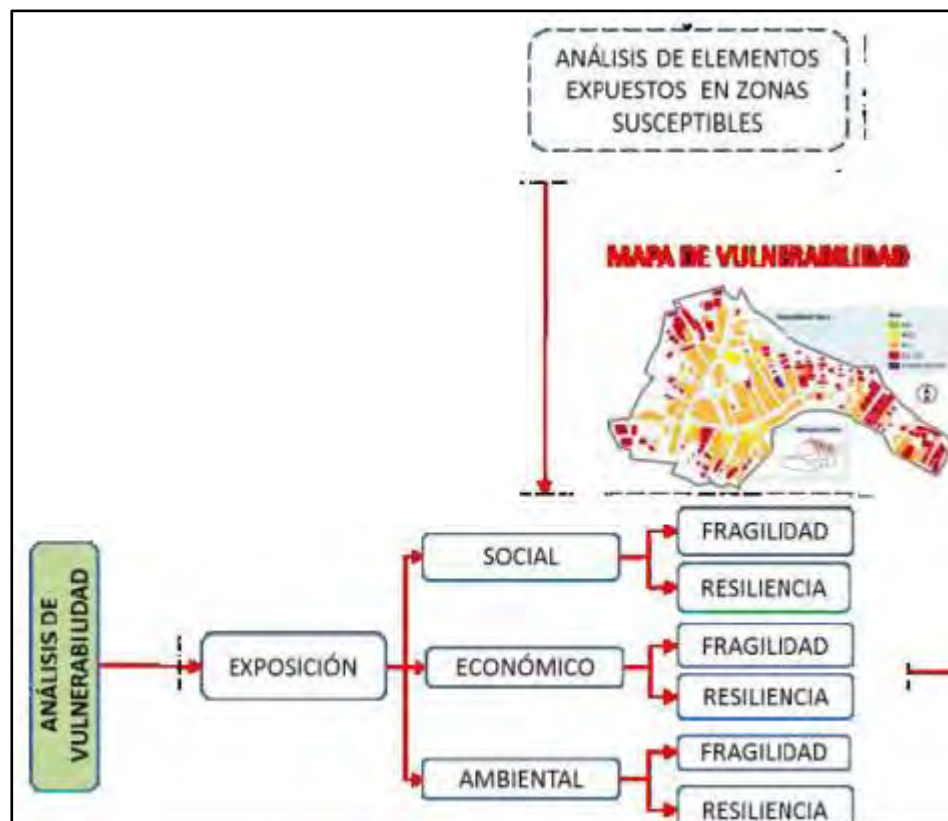 ANÁLISIS DE ELEMENTOS
EXPUESTOS EN ZONAS
SUSCEPTIBLES
MAPA DE VULNERABILIDAD
ANÁLISIS DE
VULNERABILIDAD
EXPOSICIÓN
SOCIAL
FRAGILIDAD
RESILIENCIA
ECONÓMICO
FRAGILIDAD
RESILIENCIA
AMBIENTAL
FRAGILIDAD
RESILIENCIA